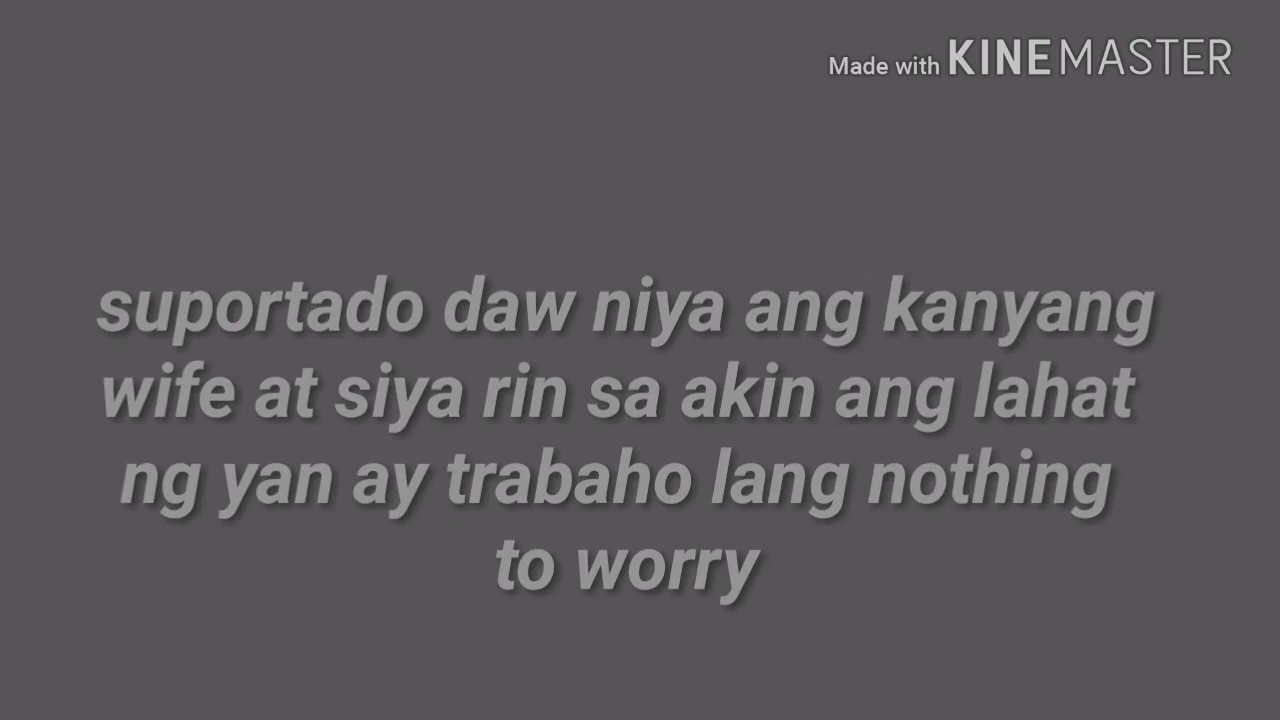 Made with KINEMASTER
suportado daw niya ang kanyang
wife at siya rin sa akin ang lahat
ng yan ay trabaho lang nothing
to worry